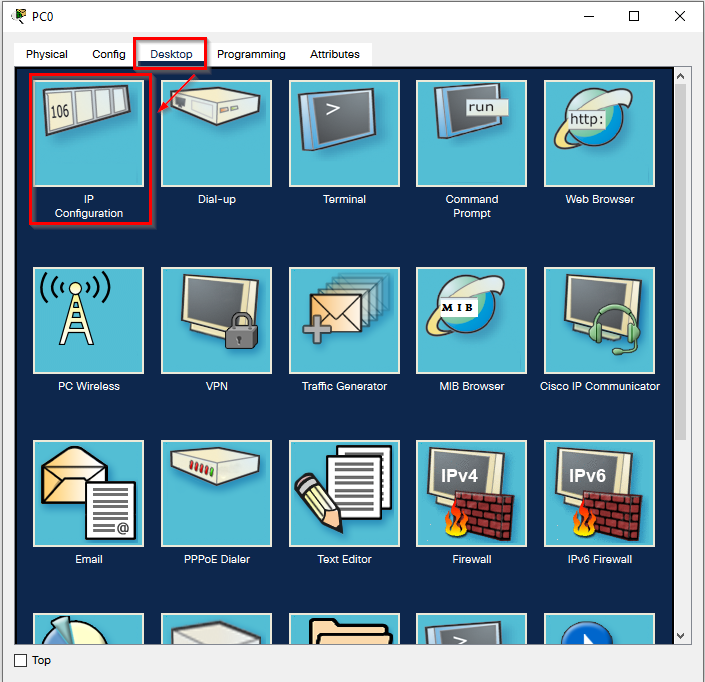 PC0
Physical
Config
Desktop
Programming
Attributes
106
>
run
http:
IP
Configuration
Dial-up
Terminal
Command
Prompt
Web Browser
MIB
PC Wireless
VPN
Traffic Generator
MIB Browser
Cisco IP Communicator
@
IPv4
IPv6
Email
PPPoE Dialer
Text Editor
Firewall
IPv6 Firewall
>
Top